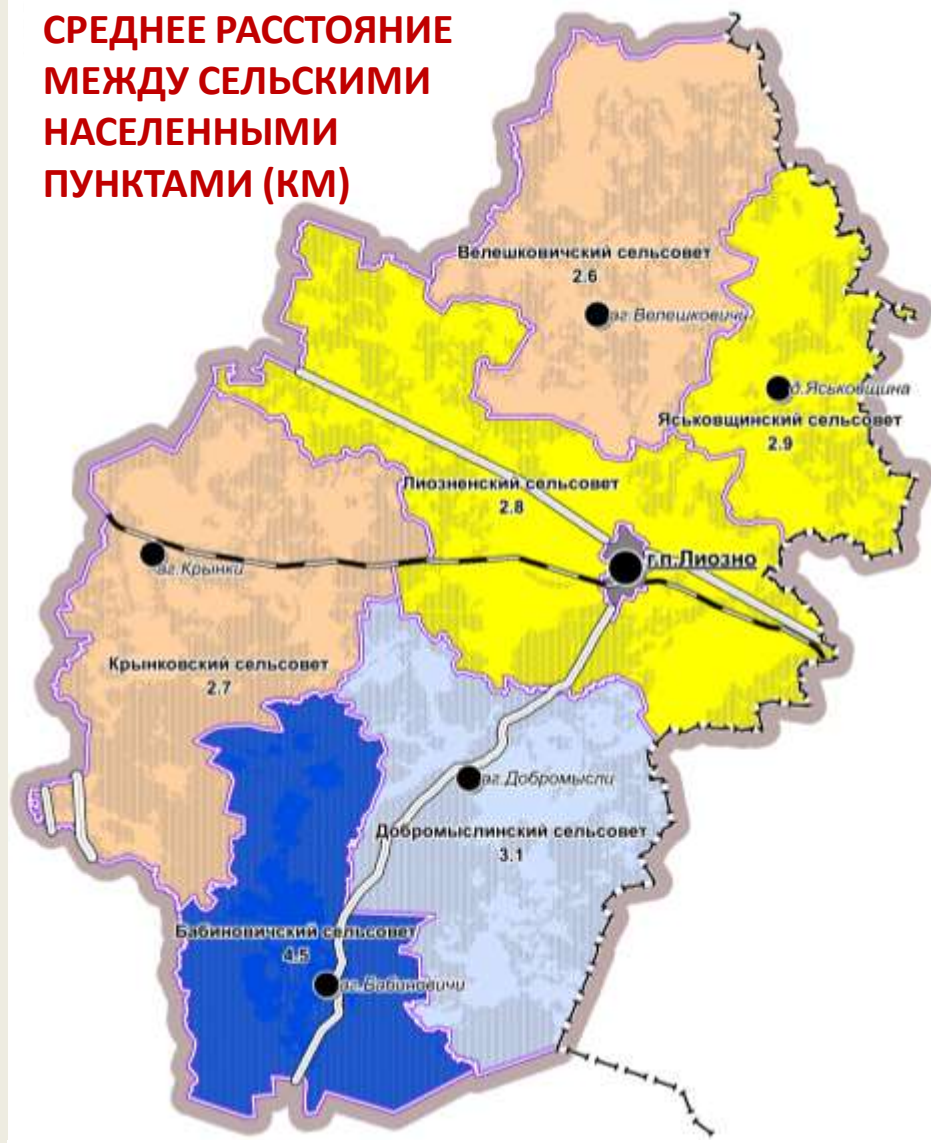 СРЕДНЕЕ РАССТОЯНИЕ
МЕЖДУ СЕЛЬСКИМИ
НАСЕЛЕННЫМИ
ПУНКТАМИ (КМ)
Велешковичский сельсовет
2.6
аг.Велешковичи
д.Яськовщина
Яськовщинский сельсовет
2.9
Лиозненский сельсовет
2.8
г.п.Лиозно
аг.Крынки
Крынковский сельсовет
2.7
аг.Добромысли
Добромыслинский сельсовет
3.1
Бабиновичский сельсовет
4.5
аг.Бабиновичи